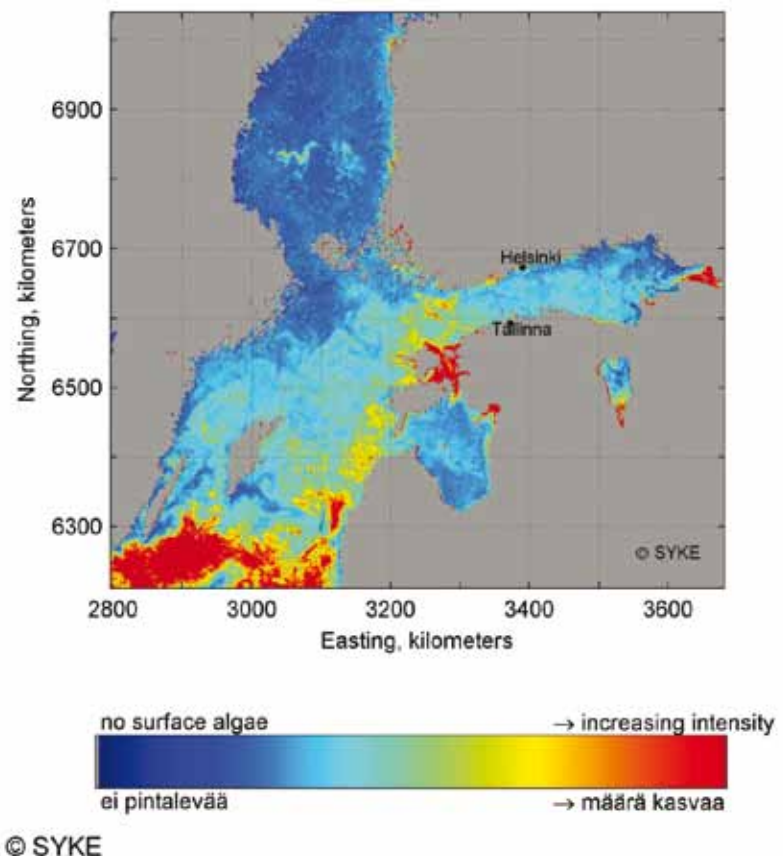 6900
6700
6500
6300
Northing, kilometers
Helsinki
Tallinna
© SYKE
2800 3000 3200 3400 3600
Easting, kilometers
no surface algae → increasing intensity
ei pintalevää → määrä kasvaa
© SYKE